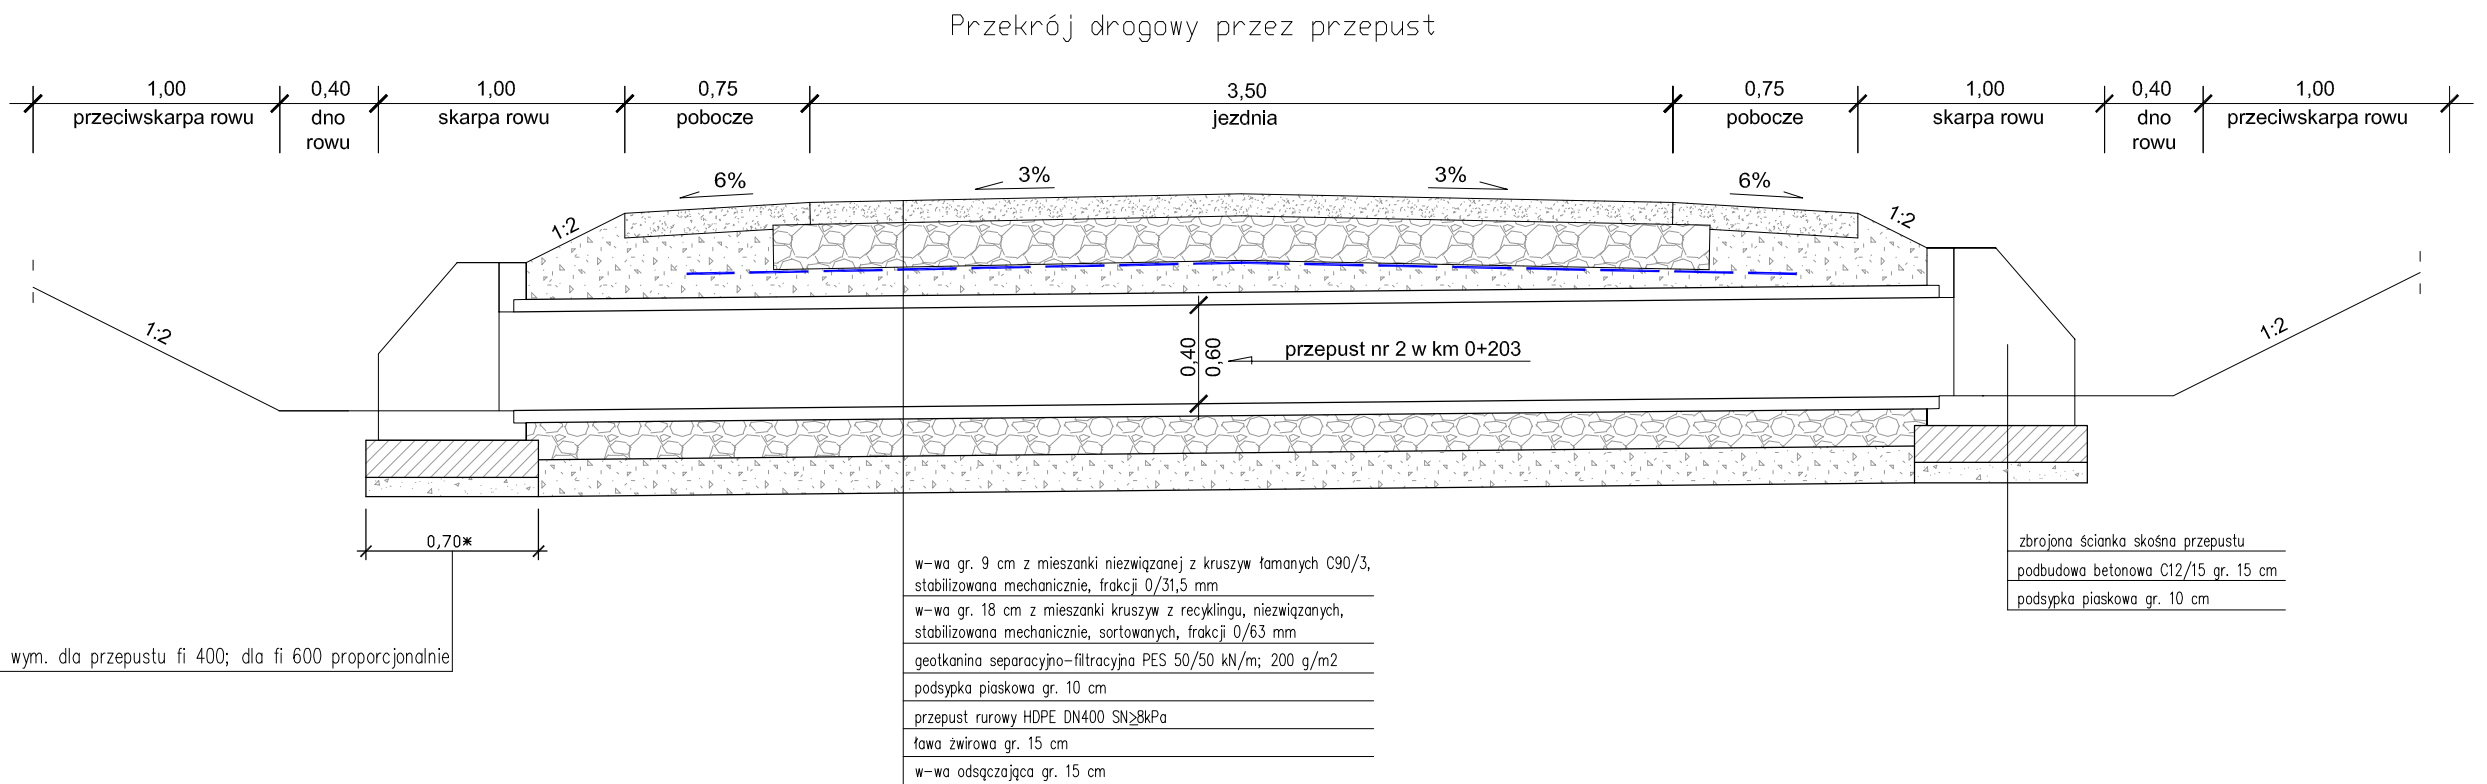 Przekrój drogowy przez przepust
1,00 0,40 1,00 0,75 3,50 0,75 1,00 0,40 1,00
przeciwskarpa rowu dno skarpa rowu pobocze jezdnia pobocze skarpa rowu dno przeciwskarpa rowu
rowu rowu
6% 3% 3% 6%
1:2 1:2
1:2 1:2
0,40
0,60
przepust nr 2 w km 0+203
0,70*
wym. dla przepustu fi 400; dla fi 600 proporcjonalnie
w-wa gr. 9 cm z mieszanki niezwiązanej z kruszyw łamanych C90/3,
stabilizowana mechanicznie, frakcji 0/31,5 mm
w-wa gr. 18 cm z mieszanki kruszyw z recyklingu, niezwiązanych,
stabilizowana mechanicznie, sortowanych, frakcji 0/63 mm
geotkanina separacyjno-filtracyjna PES 50/50 kN/m; 200 g/m2
podsypka piaskowa gr. 10 cm
przepust rurowy HDPE DN400 SN≥8kPa
ława żwirowa gr. 15 cm
w-wa odsączająca gr. 15 cm
zbrojona ścianka skośna przepustu
podbudowa betonowa C12/15 gr. 15 cm
podsypka piaskowa gr. 10 cm